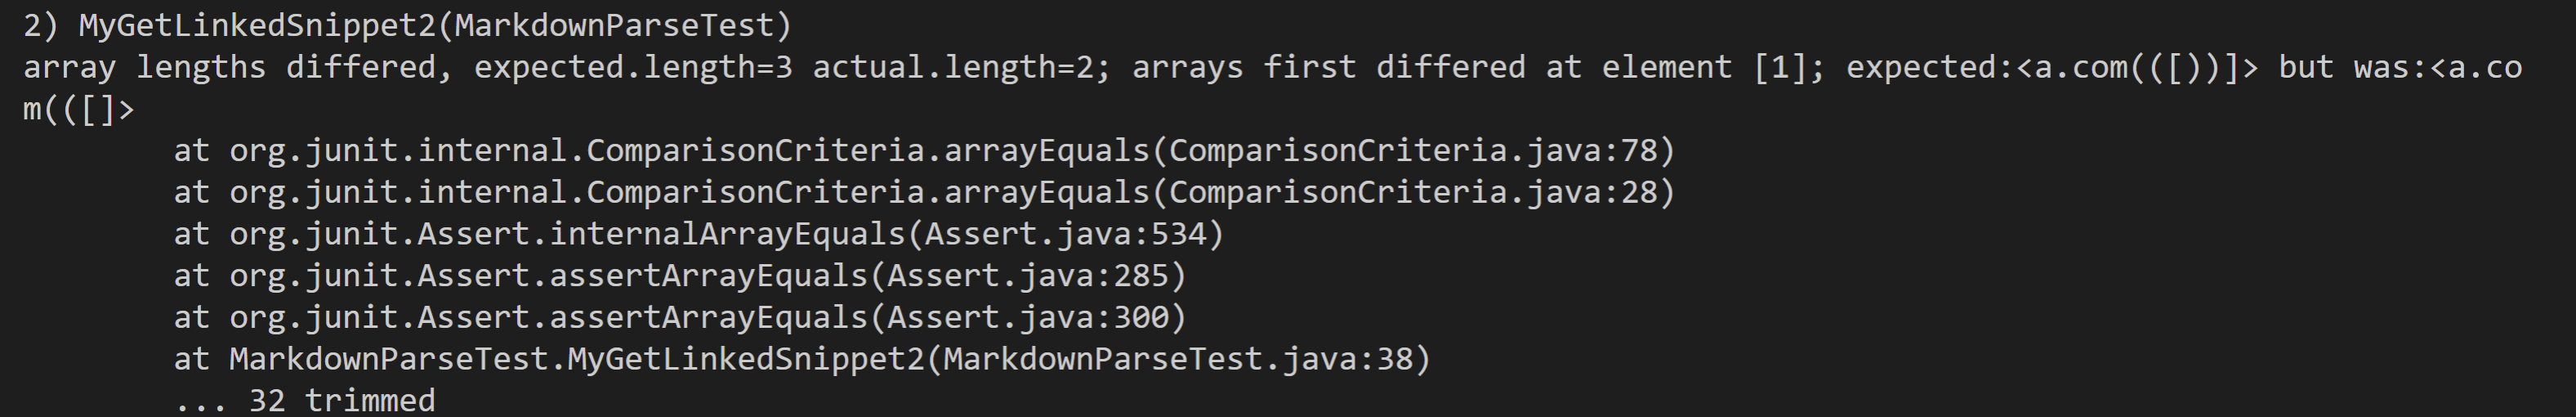 2) MyGetLinkedSnippet2(MarkdownParseTest)
array lengths differed, expected.length=3 actual.length=2; arrays first differed at element [1]; expected:<a.com(([))]> but was:<a.co
m(([]>
at org.junit.internal.ComparisonCriteria.arrayEquals(ComparisonCriteria.java:78)
at org.junit.internal.ComparisonCriteria.arrayEquals(ComparisonCriteria.java:28)
at org.junit.Assert.internalArrayEquals(Assert.java:534)
at org.junit.Assert.assertArrayEquals(Assert.java:285)
at org.junit.Assert.assertArrayEquals(Assert.java:300)
at MarkdownParseTest.MyGetLinkedSnippet2(MarkdownParseTest.java:38)
... 32 trimmed